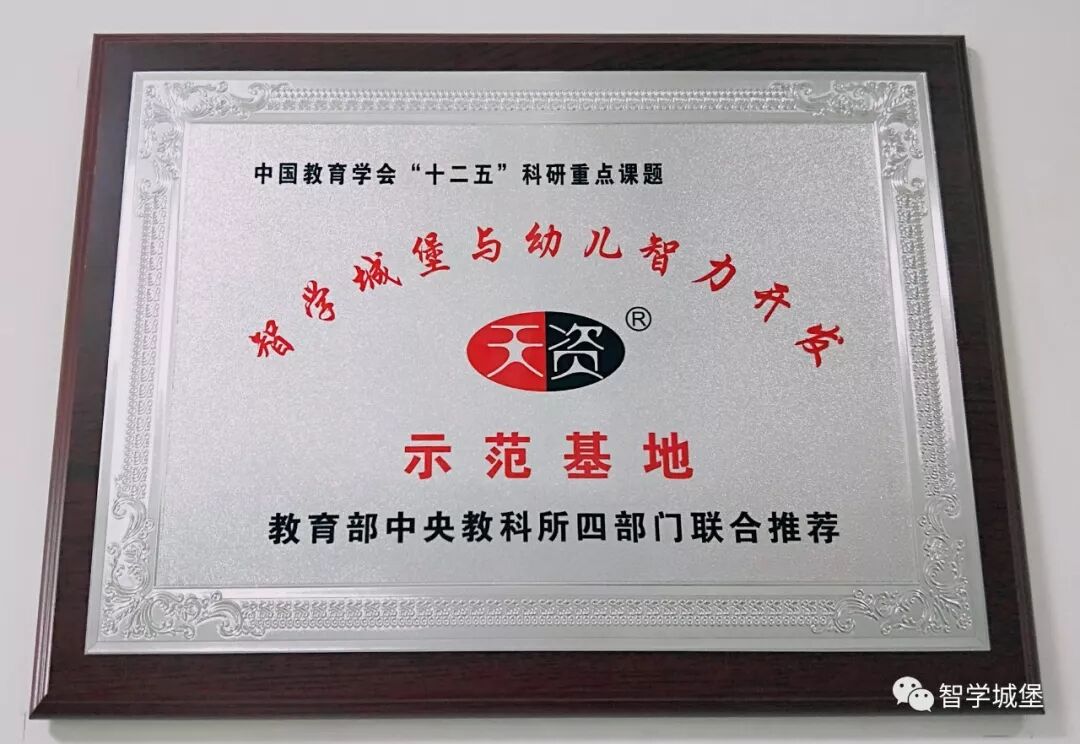 中国教育学会“十二五”科研重点课题
智学城堡与幼儿智力开发
天资®
示范基地
教育部中央教科所四部门联合推荐
智学城堡